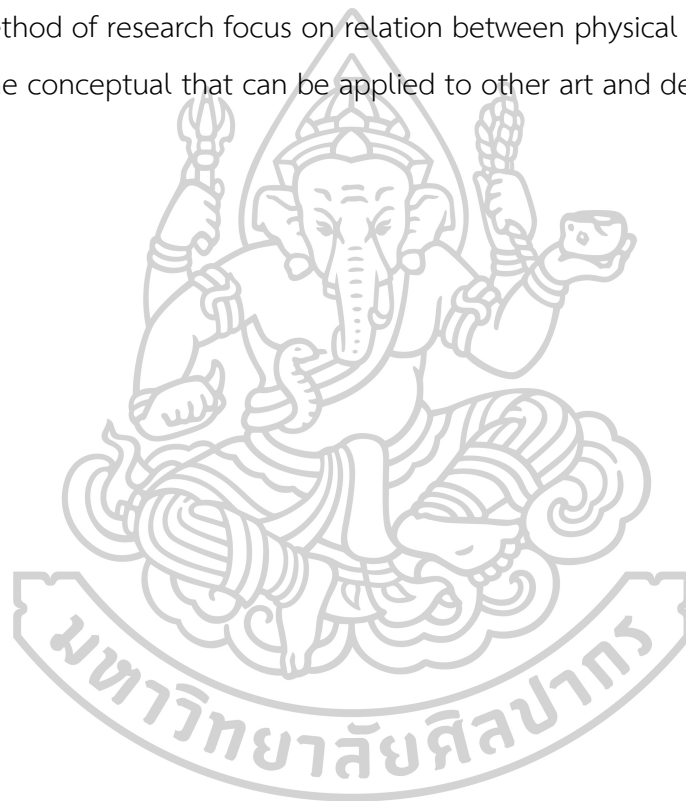 ethod of research focus on relation between physical
e conceptual that can be applied to other art and de
มหาวิทยาลัยศิลปากร